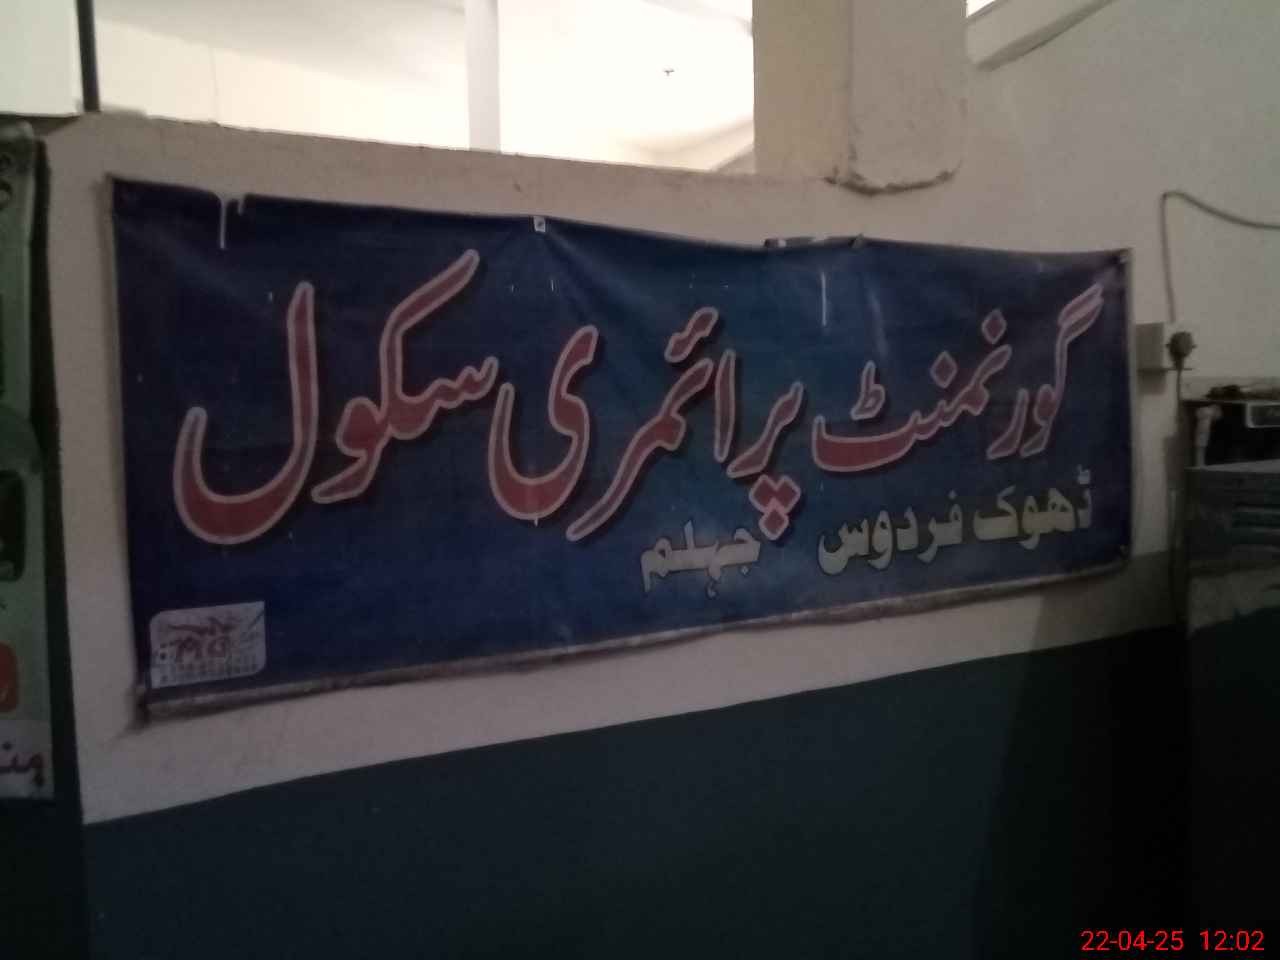 گورنمنٹ پرائمری سکول
ڈھوک فردوس جہلم
22-04-25 12:02